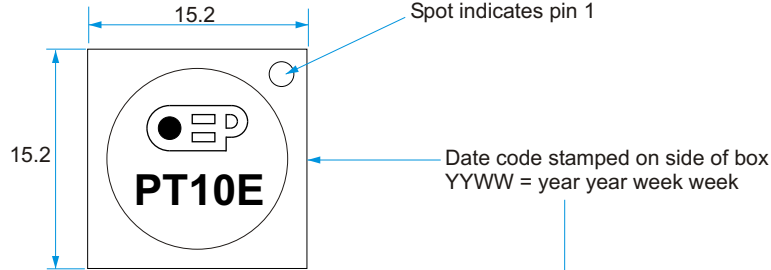 15.2
Spot indicates pin 1
15.2
PT10E
Date code stamped on side of box
YYWW = year year week week